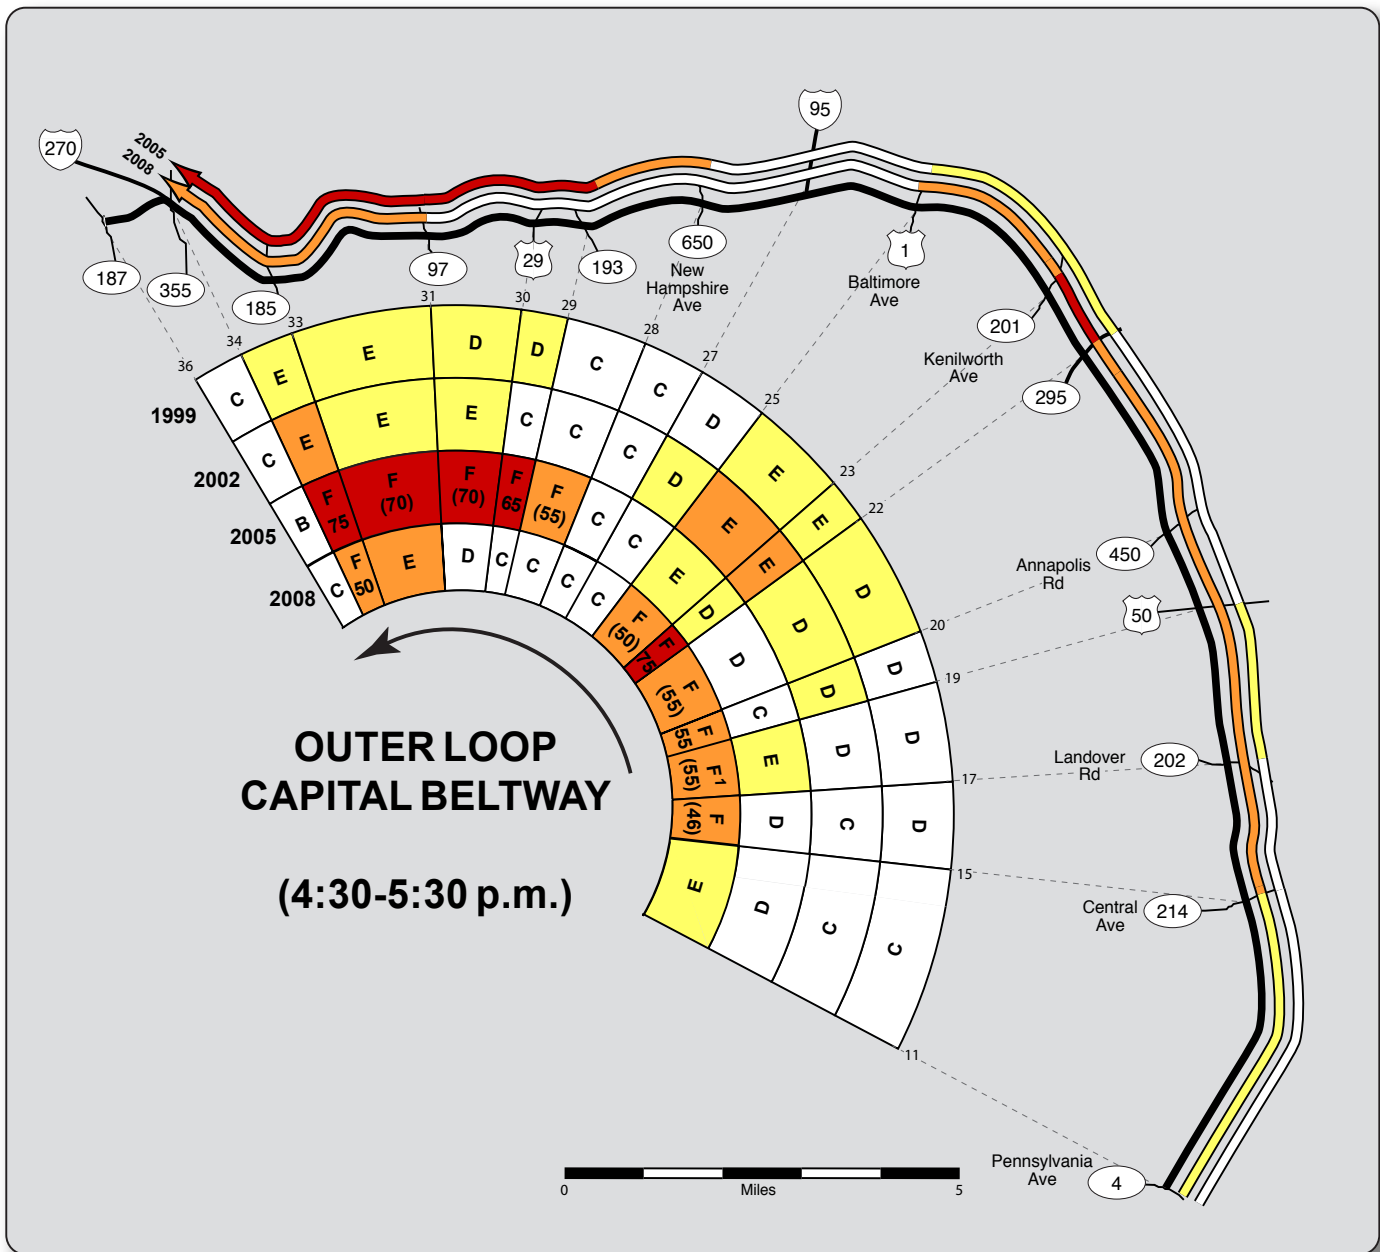 95
270
2005
2008
187
355
185
97
29
193
650
New
Hampshire
Ave
1
Baltimore
Ave
201
Kenilworth
Ave
295
Annapolis
Rd
450
50
Landover
Rd
202
Central
Ave
214
Pennsylvania
Ave
4
36
34
33
31
30
29
28
27
25
23
22
20
19
17
15
11
1999
C E E D D C C D E E D D D D C
2002
C E E E C C C D E E D D D C C
2005
B F
75 F
(70) F
(70) F
65 F
(55) C C E D D C E D D
2008
C F
50 E D C C C C F
(50) F
75 F
(55) F
55 F1
(55) F
(46) E
OUTER LOOP
CAPITAL BELTWAY
(4:30-5:30 p.m.)
0 Miles 5